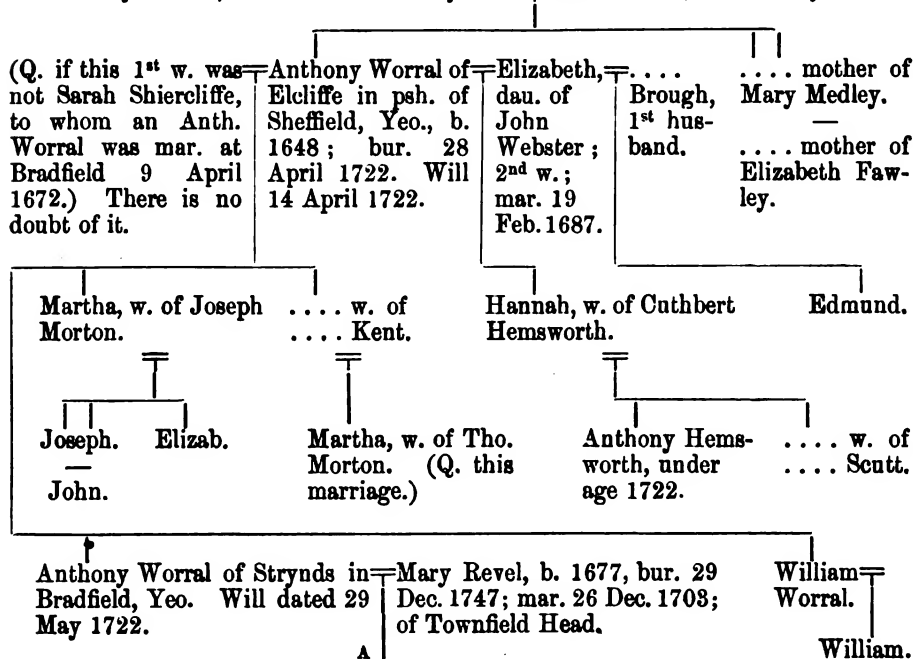 (Q. if this 1st w. was
not Sarah Shiercliffe,
to whom an Anth.
Worral was mar. at
Bradfield 9 April
1672.) There is no
doubt of it.
Anthony Worral of
Elcliffe in psh. of
Sheffield, Yeo., b.
1648; bur. 28
April 1722. Will
14 April 1722.
Elizabeth,
dau. of
John
Webster;
2nd w.;
mar. 19
Feb. 1687.
. . . .
Brough,
1st hus-
band.
. . . . mother of
Mary Medley.
—
. . . . mother of
Elizabeth Faw-
ley.
Martha, w. of Joseph
Morton.
. . . . w. of
. . . . Kent.
Hannah, w. of Cuthbert
Hemsworth.
Edmund.
Joseph.
—
John.
Elizab.
Martha, w. of Tho.
Morton. (Q. this
marriage.)
Anthony Hems-
worth, under
age 1722.
. . . . w. of
. . . . Scutt.
Anthony Worral of Strynds in
Bradfield, Yeo. Will dated 29
May 1722.
Mary Revel, b. 1677, bur. 29
Dec. 1747; mar. 26 Dec. 1703;
of Townfield Head.
William
Worral.
A
William.